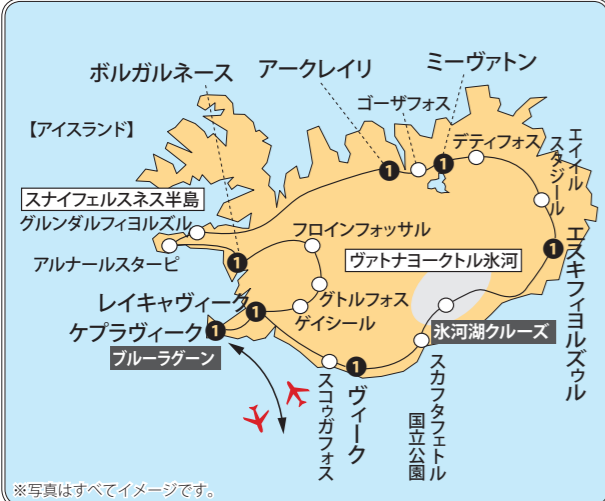 ボルガルネース
アークレイリ
ミーヴァトン
ゴーザフォス
デティフォス
エイイル
スタジール
【アイスランド】
スナイフェルスネス半島
グルンダルフィヨルズル
アルナールスターピ
フロインフォッサル
ヴァトナヨークトル氷河
エスキフィヨルズゥル
グトルフォス
ゲイシール
レイキャヴィーク
ケプラヴィーク
ブルーラグーン
氷河湖クルーズ
スコゥガフォス
ヴィーク
スカフタフェトル
国立公園
1
1
1
1
1
1
1
※写真はすべてイメージです。